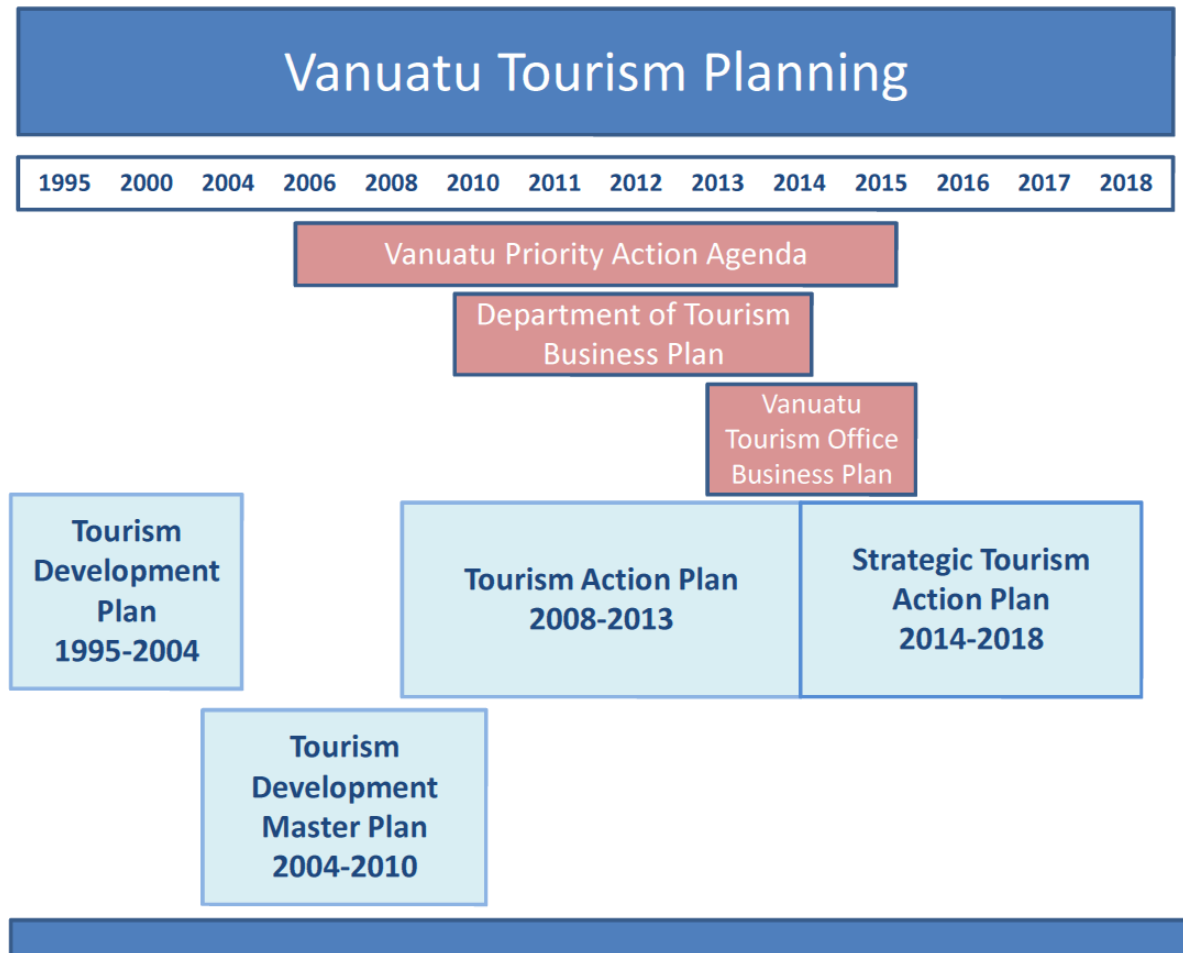 Vanuatu Tourism Planning
1995 2000 2004 2006 2008 2010 2011 2012 2013 2014 2015 2016 2017 2018
Vanuatu Priority Action Agenda
Department of Tourism
Business Plan
Vanuatu
Tourism Office
Business Plan
Tourism
Development
Plan
1995-2004
Tourism Action Plan
2008-2013
Strategic Tourism
Action Plan
2014-2018
Tourism
Development
Master Plan
2004-2010